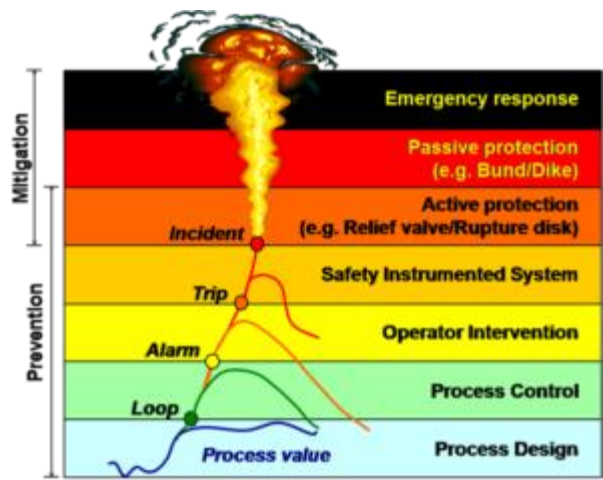 Emergency response
Passive protection
(e.g. Bund/Dike)
Active protection
(e.g. Relief valve/Rupture disk)
Incident
Safety Instrumented System
Trip
Operator Intervention
Alarm
Process Control
Loop
Process value
Process Design
Mitigation
Prevention